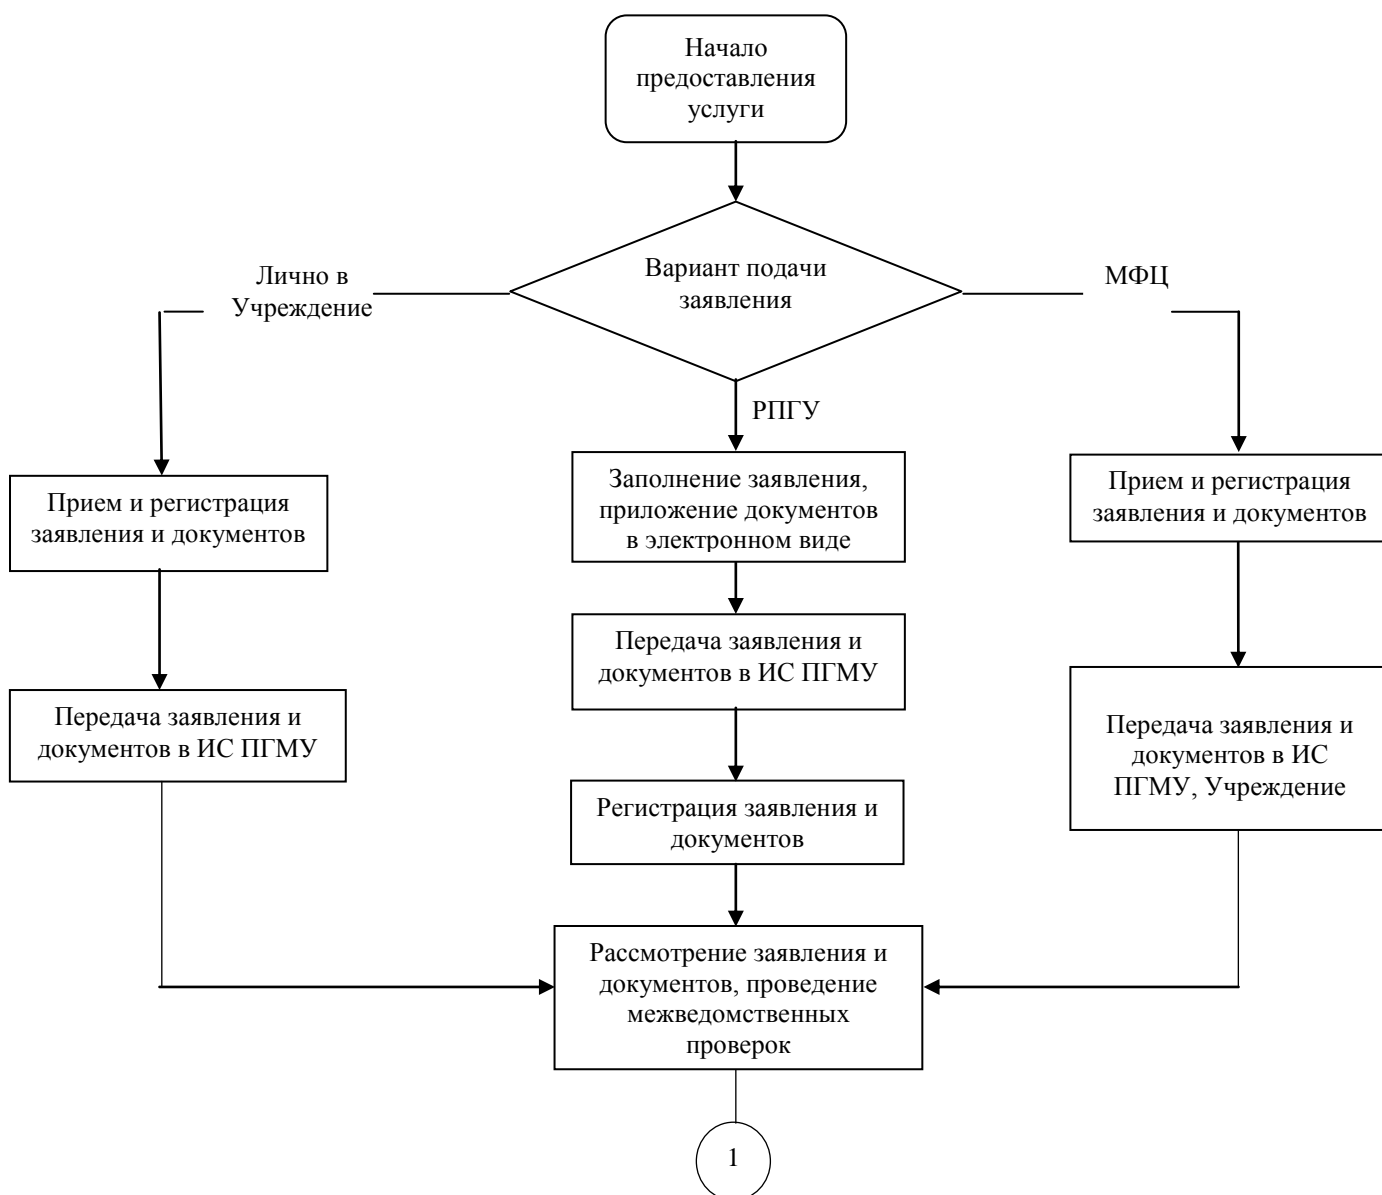 Начало
предоставления
услуги
Вариант подачи
заявления
Лично в
Учреждение
МФЦ
РПГУ
Прием и регистрация
заявления и документов
Заполнение заявления,
приложение документов
в электронном виде
Прием и регистрация
заявления и документов
Передача заявления и
документов в ИС ПГМУ
Передача заявления и
документов в ИС ПГМУ
Передача заявления и
документов в ИС
ПГМУ, Учреждение
Регистрация заявления и
документов
Рассмотрение заявления и
документов, проведение
межведомственных
проверок
1